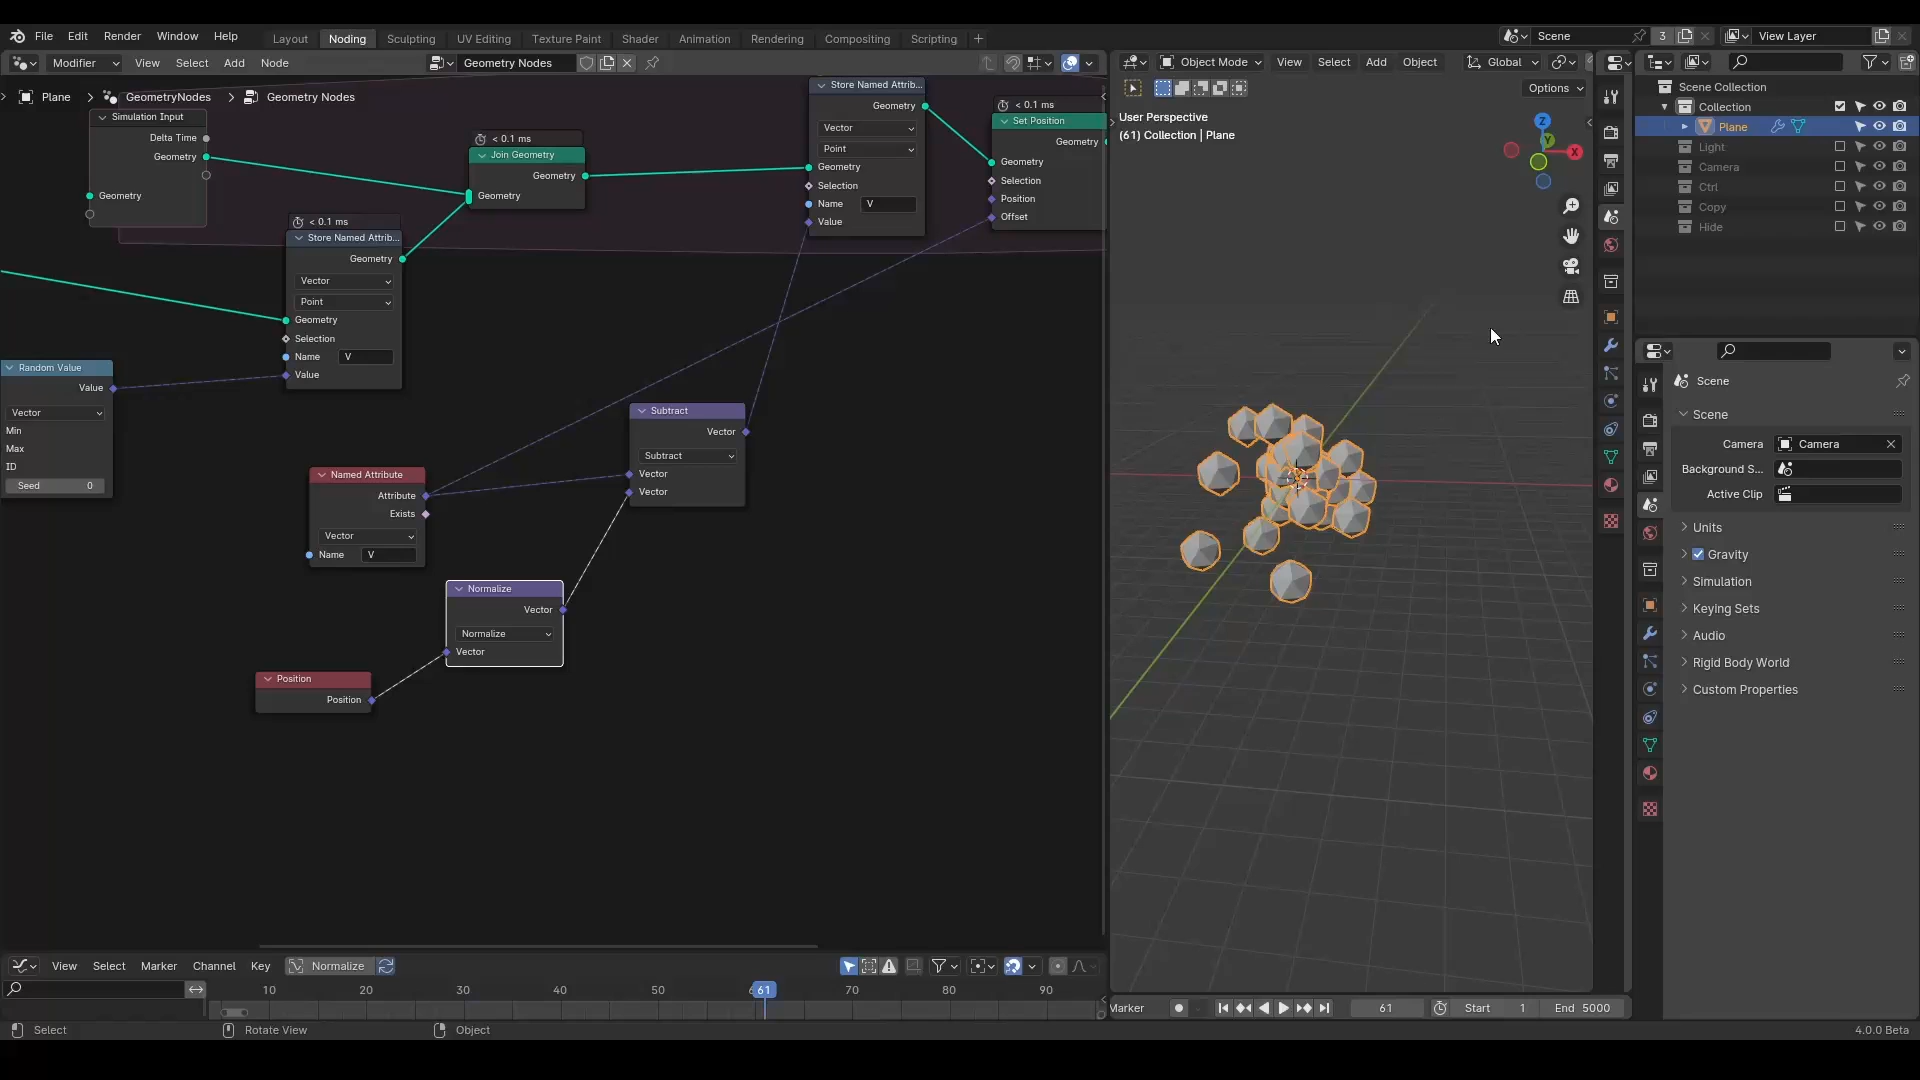 File Edit Render Window Help Layout Noding Sculpting UV Editing Texture Paint Shader Animation Rendering Compositing Scripting + Scene 3 View Layer
Modifier View Select Add Node Geometry Nodes
Plane > GeometryNodes > Geometry Nodes
Simulation Input
Delta Time
Geometry
Geometry
< 0.1 ms
Join Geometry
Geometry
Geometry
< 0.1 ms
Store Named Attrib...
Geometry
Vector
Point
Geometry
Selection
Name V
Value
Store Named Attrib...
Geometry
Vector
Point
Geometry
Selection
Name V
Value
< 0.1 ms
Set Position
Geometry
Geometry
Selection
Position
Offset
Random Value
Value
Vector
Min
Max
ID
Seed 0
Named Attribute
Attribute
Exists
Vector
Name V
Subtract
Vector
Subtract
Vector
Vector
Normalize
Vector
Normalize
Vector
Position
Position
Object Mode View Select Add Object Global
Options
User Perspective
(61) Collection | Plane
Z
Y
X
Scene Collection
Collection
Plane
Light
Camera
Ctrl
Copy
Hide
Scene
Scene
Camera Camera
Background S...
Active Clip
Units
Gravity
Simulation
Keying Sets
Audio
Rigid Body World
Custom Properties
View Select Marker Channel Key Normalize
10 20 30 40 50 61 70 80 90
Marker 61 Start 1 End 5000
Select Rotate View Object 4.0.0 Beta